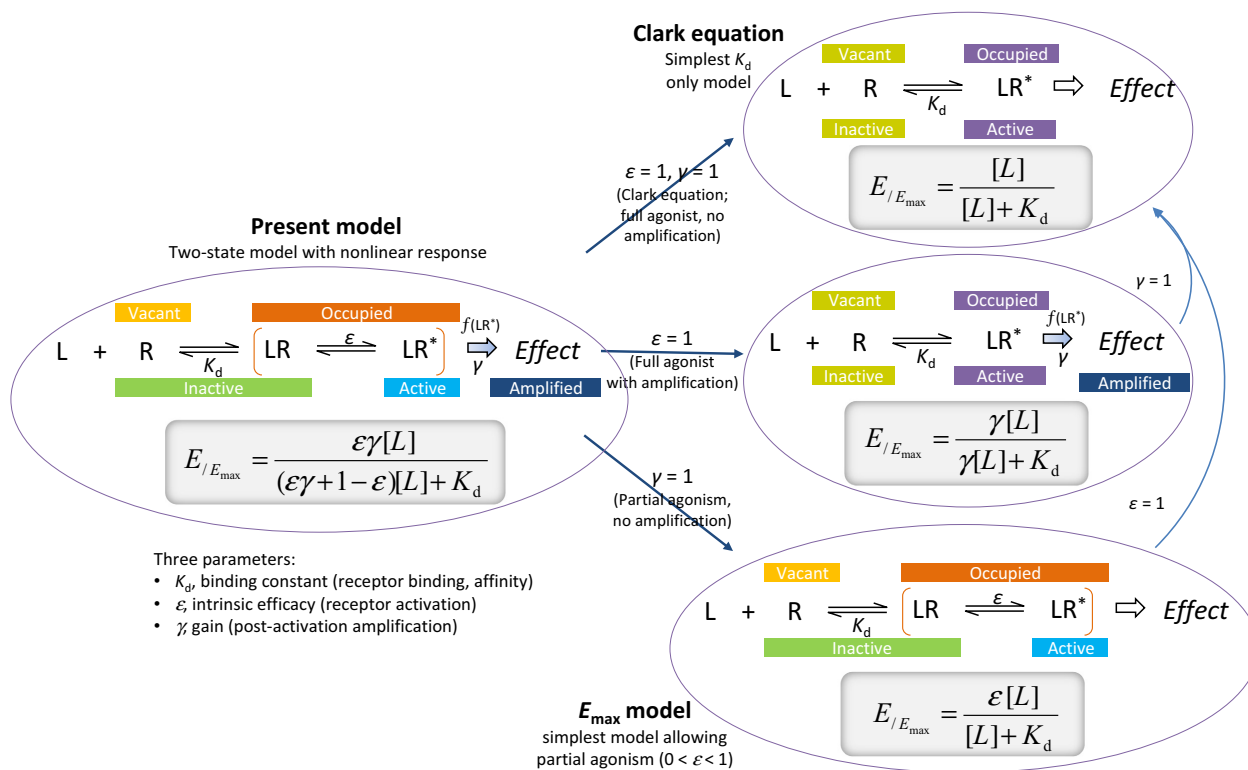 Clark equation
Simplest Kd
only model
Vacant
Occupied
L + R ⇌ LR* ⇨ Effect
Kd
Inactive
Active
E/Emax = [L] / ([L] + Kd)
ε = 1, γ = 1
(Clark equation;
full agonist, no
amplification)
Present model
Two-state model with nonlinear response
Vacant
Occupied
f(LR*)
L + R ⇌ [LR ⇌ LR*] ⇨ Effect
Kd
ε
γ
Inactive
Active
Amplified
E/Emax = εγ[L] / ((εγ+1−ε)[L] + Kd)
Three parameters:
• Kd, binding constant (receptor binding, affinity)
• ε, intrinsic efficacy (receptor activation)
• γ, gain (post-activation amplification)
ε = 1
(Full agonist
with amplification)
Vacant
Occupied
f(LR*)
L + R ⇌ LR* ⇨ Effect
Kd
γ
Inactive
Active
Amplified
E/Emax = γ[L] / (γ[L] + Kd)
γ = 1
ε = 1
γ = 1
(Partial agonism,
no amplification)
Vacant
Occupied
L + R ⇌ [LR ⇌ LR*] ⇨ Effect
Kd
ε
Inactive
Active
E/Emax = ε[L] / ([L] + Kd)
Emax model
simplest model allowing
partial agonism (0 < ε < 1)